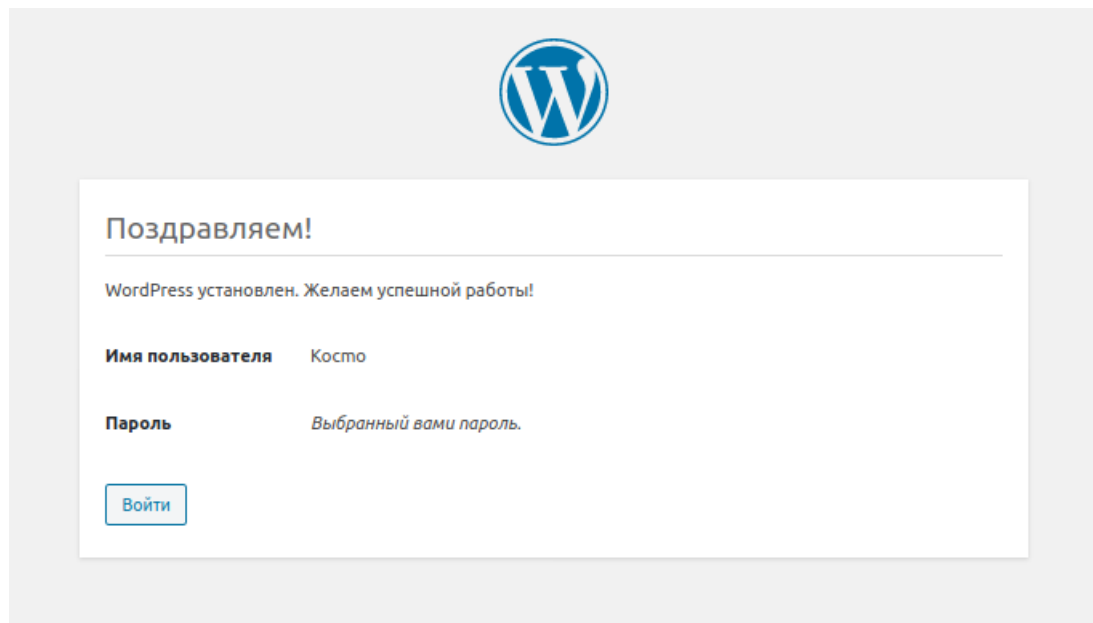 Поздравляем!
WordPress установлен. Желаем успешной работы!
Имя пользователя Kocmo
Пароль Выбранный вами пароль.
Войти